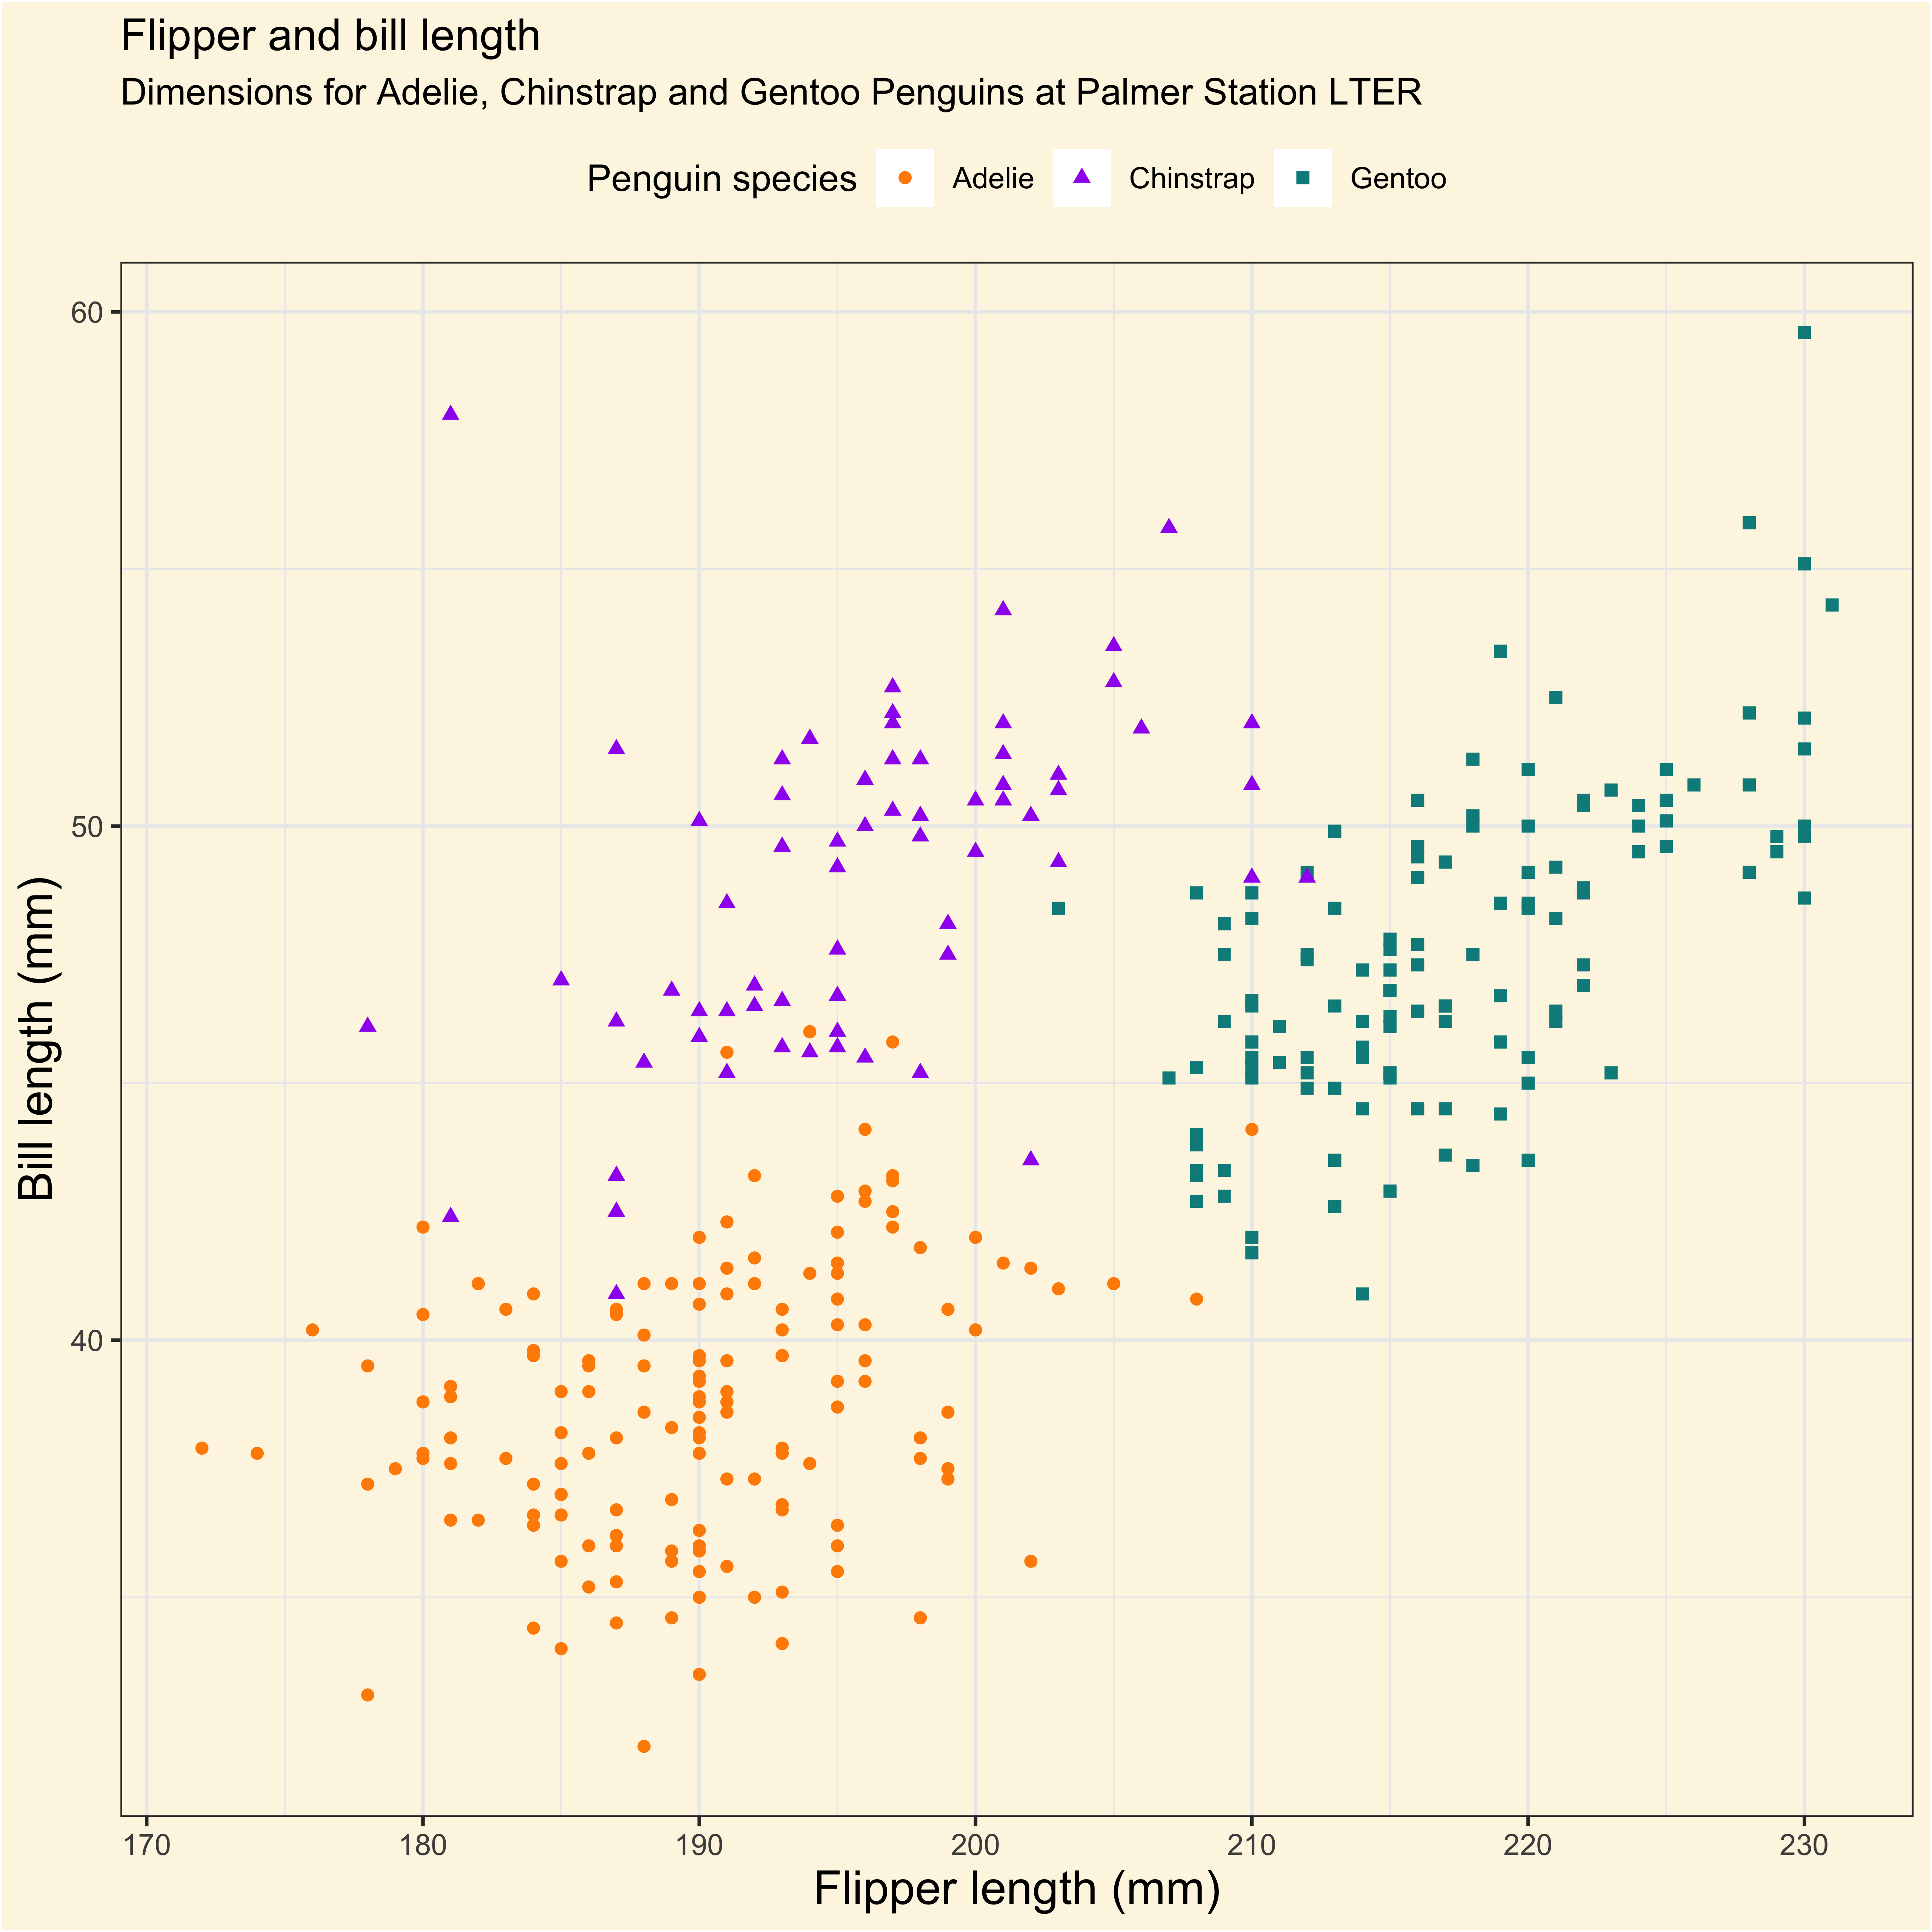 Flipper and bill length
Dimensions for Adelie, Chinstrap and Gentoo Penguins at Palmer Station LTER
Penguin species Adelie Chinstrap Gentoo
60
50
40
Bill length (mm)
170 180 190 200 210 220 230
Flipper length (mm)